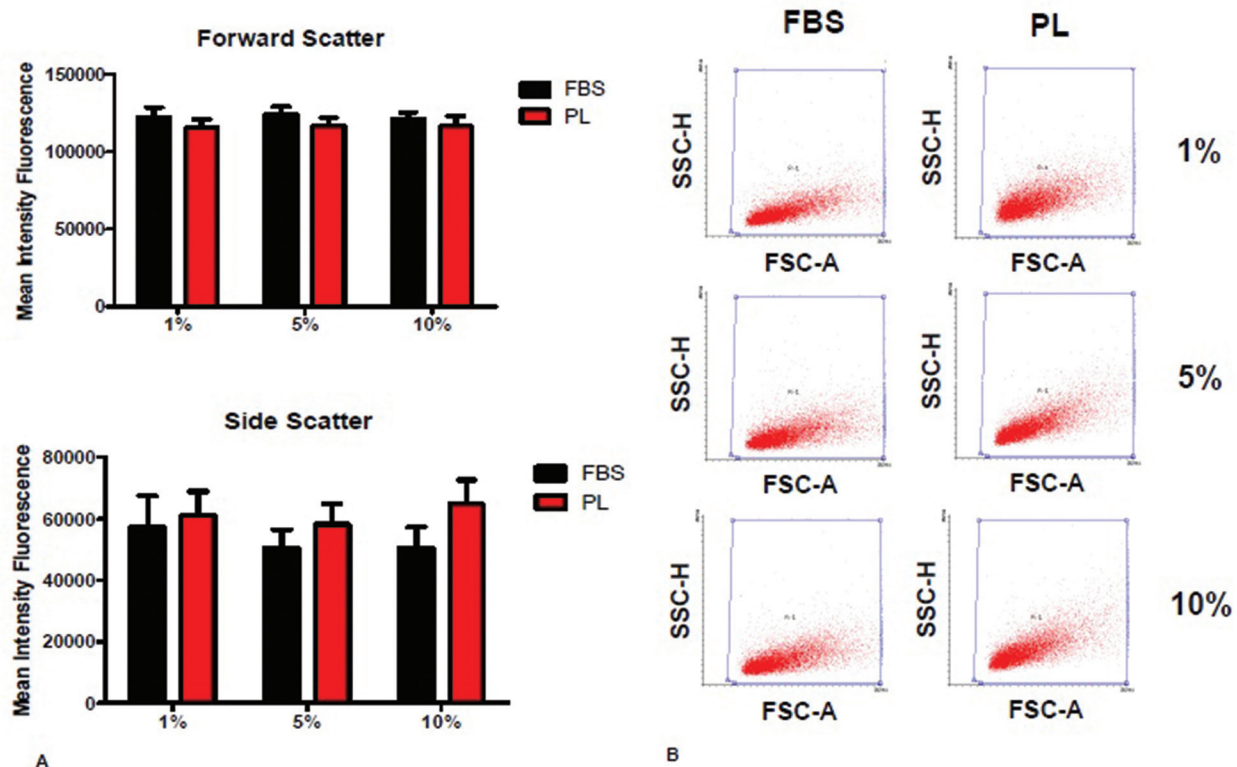 Forward Scatter
Mean Intensity Fluorescence
150000
100000
50000
0
1%
5%
10%
FBS
PL
Side Scatter
Mean Intensity Fluorescence
80000
60000
40000
20000
0
1%
5%
10%
FBS
PL
A
FBS
PL
SSC-H
FSC-A
SSC-H
FSC-A
1%
SSC-H
FSC-A
SSC-H
FSC-A
5%
SSC-H
FSC-A
SSC-H
FSC-A
10%
B